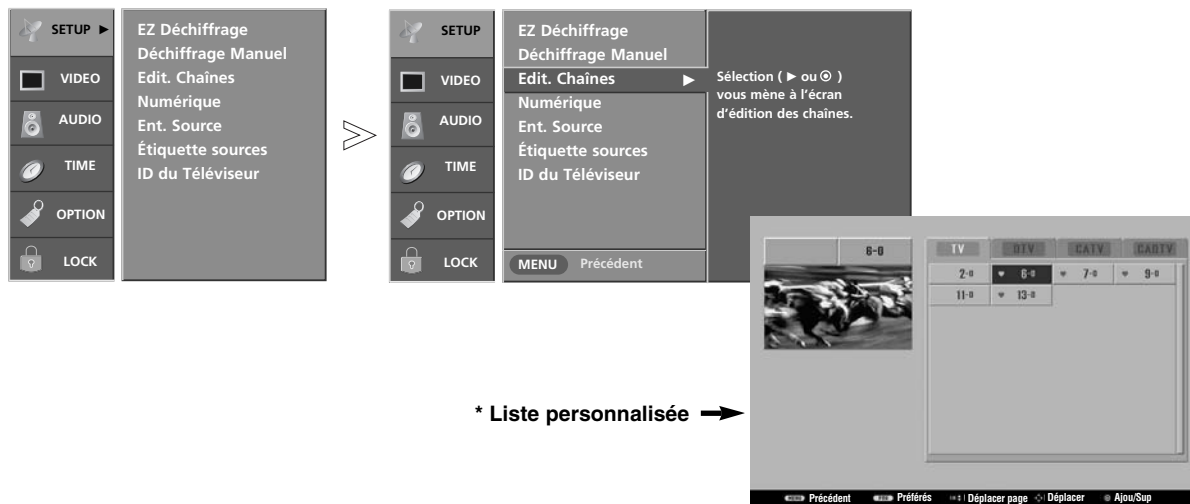 SETUP ►
VIDEO
AUDIO
TIME
OPTION
LOCK
EZ Déchiffrage
Déchiffrage Manuel
Edit. Chaînes
Numérique
Ent. Source
Étiquette sources
ID du Téléviseur
SETUP
VIDEO
AUDIO
TIME
OPTION
LOCK
EZ Déchiffrage
Déchiffrage Manuel
Edit. Chaînes ►
Numérique
Ent. Source
Étiquette sources
ID du Téléviseur
MENU Précédent
Sélection ( ► ou ⊙ )
vous mène à l'écran
d'édition des chaînes.
6-0
TV DTV CATV CADTV
2-0 ♥ 6-0 ♥ 7-0 ♥ 9-0
11-0 ♥ 13-0
* Liste personnalisée
MENU Précédent Préférés Déplacer page Déplacer Ajou/Sup